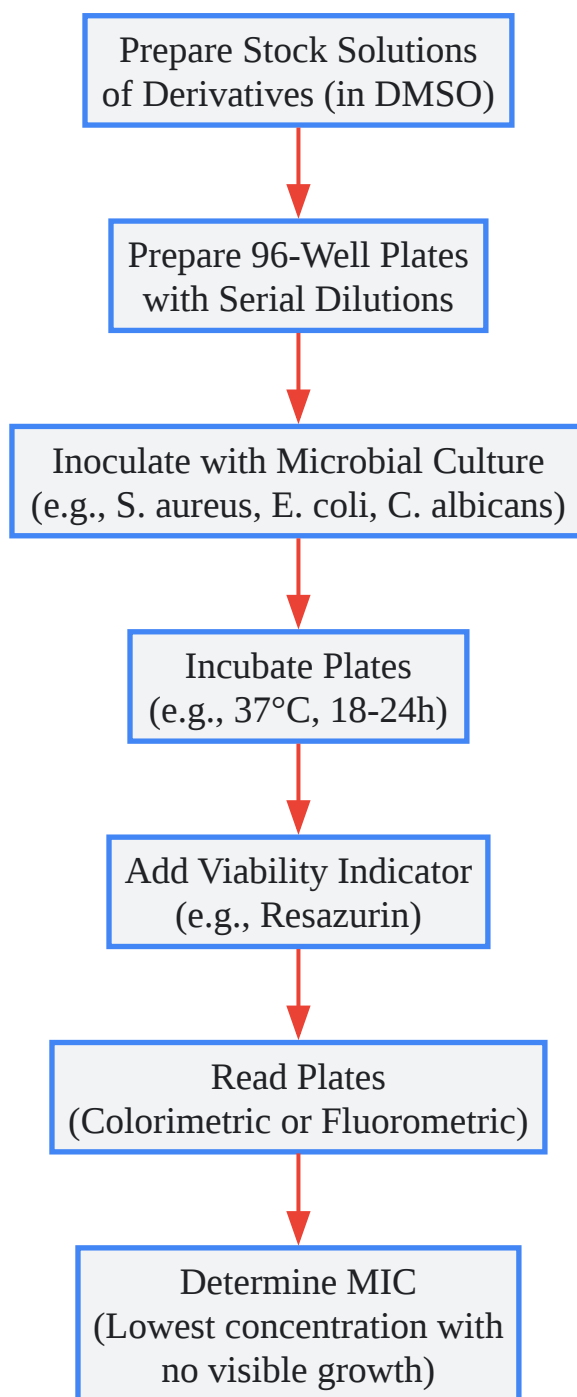 Prepare Stock Solutions
of Derivatives (in DMSO)
Prepare 96-Well Plates
with Serial Dilutions
Inoculate with Microbial Culture
(e.g., S. aureus, E. coli, C. albicans)
Incubate Plates
(e.g., 37°C, 18-24h)
Add Viability Indicator
(e.g., Resazurin)
Read Plates
(Colorimetric or Fluorometric)
Determine MIC
(Lowest concentration with
no visible growth)